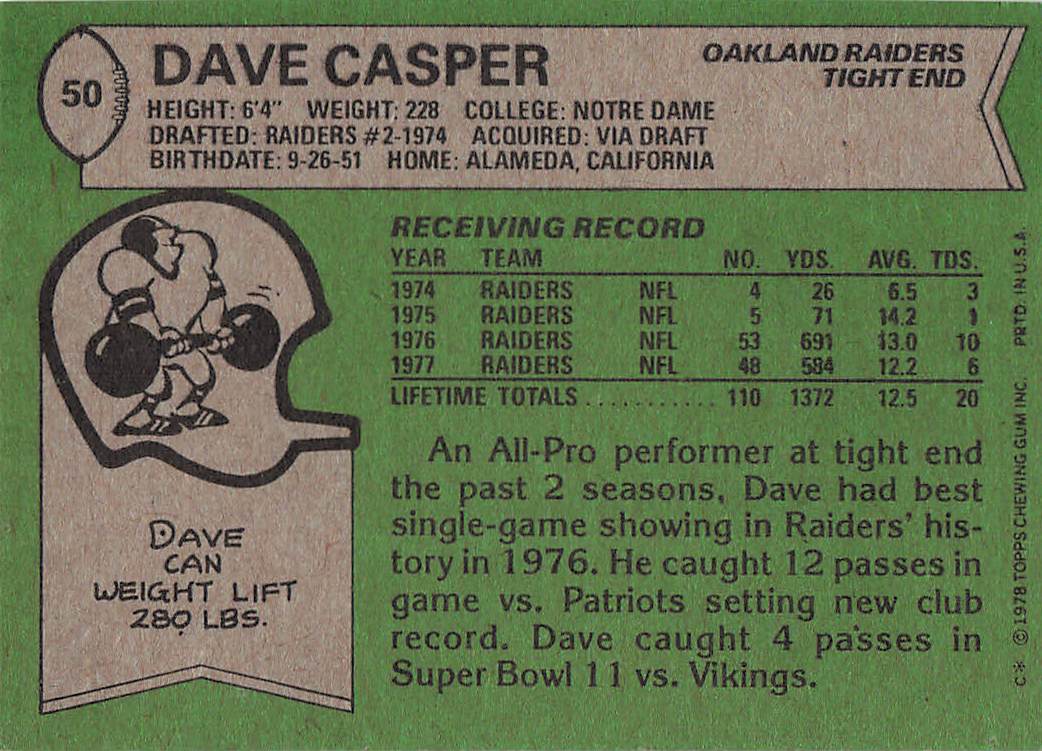 50
DAVE CASPER
OAKLAND RAIDERS
TIGHT END
HEIGHT: 6'4" WEIGHT: 228 COLLEGE: NOTRE DAME
DRAFTED: RAIDERS #2-1974 ACQUIRED: VIA DRAFT
BIRTHDATE: 9-26-51 HOME: ALAMEDA, CALIFORNIA
RECEIVING RECORD
YEAR TEAM NO. YDS. AVG. TDS.
1974 RAIDERS NFL 4 26 6.5 3
1975 RAIDERS NFL 5 71 14.2 1
1976 RAIDERS NFL 53 691 13.0 10
1977 RAIDERS NFL 48 584 12.2 6
LIFETIME TOTALS ........... 110 1372 12.5 20
An All-Pro performer at tight end
the past 2 seasons, Dave had best
single-game showing in Raiders' his-
tory in 1976. He caught 12 passes in
game vs. Patriots setting new club
record. Dave caught 4 passes in
Super Bowl 11 vs. Vikings.
DAVE
CAN
WEIGHT LIFT
280 LBS.
C* © 1978 TOPPS CHEWING GUM INC. PRTD. IN U.S.A.